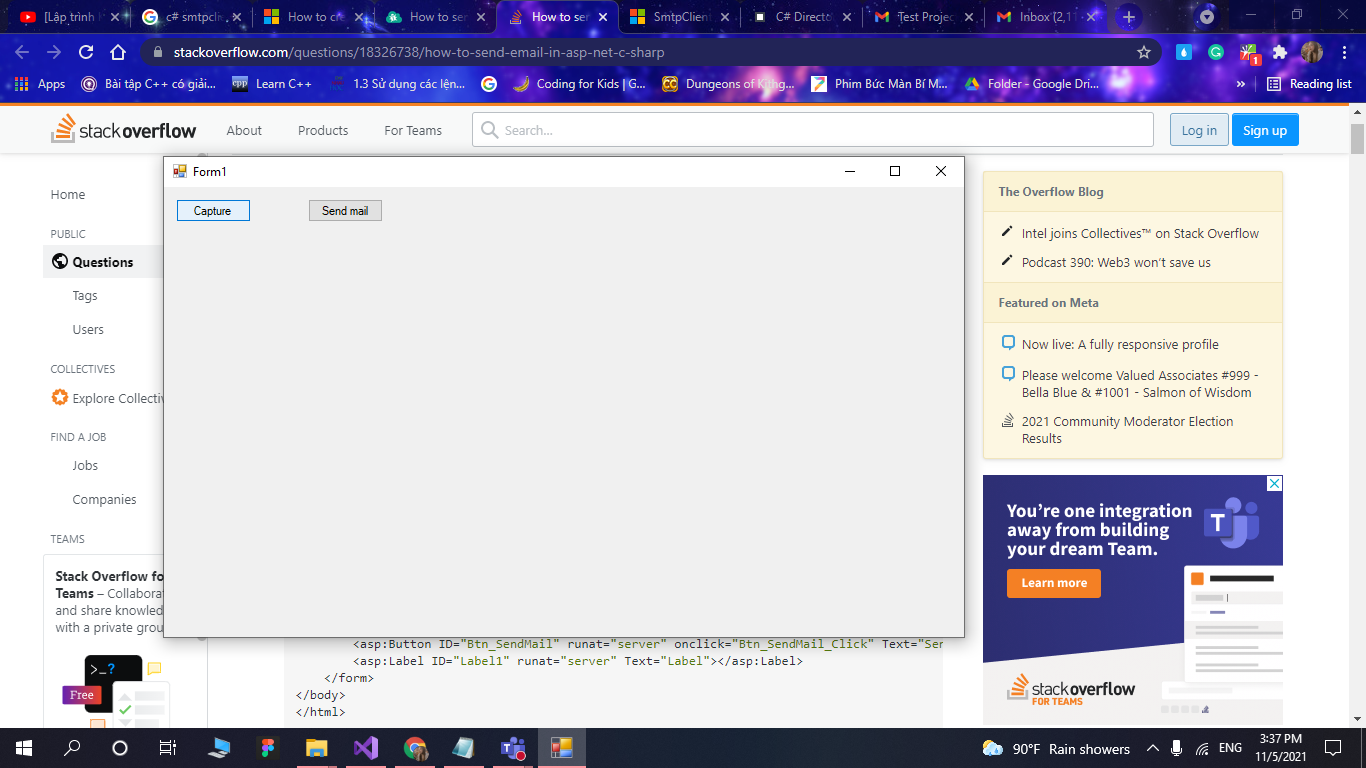 [Lập trình
c# smtpcli
How to cre
How to ser
How to ser
SmtpClient
C# Directo
Test Projec
Inbox (2,11
stackoverflow.com/questions/18326738/how-to-send-email-in-asp-net-c-sharp
1
Apps
Bài tập C++ có giải...
cpp
Learn C++
1.3 Sử dụng các lện...
Coding for Kids | G...
Dungeons of Kithg...
Phim Bức Màn Bí M...
Folder - Google Dri...
»
Reading list
stackoverflow
About
Products
For Teams
Search...
Log in
Sign up
Form1
Capture
Send mail
Home
PUBLIC
Questions
Tags
Users
COLLECTIVES
Explore Collectiv
FIND A JOB
Jobs
Companies
TEAMS
Stack Overflow fo
Teams – Collaborat
and share knowled
with a private grou
>_?
Free
The Overflow Blog
Intel joins Collectives™ on Stack Overflow
Podcast 390: Web3 won't save us
Featured on Meta
Now live: A fully responsive profile
Please welcome Valued Associates #999 -
Bella Blue & #1001 - Salmon of Wisdom
2021 Community Moderator Election
Results
You're one integration
away from building
your dream Team.
T
Learn more
stackoverflow
FOR TEAMS
<asp:Button ID="Btn_SendMail" runat="server" onclick="Btn_SendMail_Click" Text="Ser
<asp:Label ID="Label1" runat="server" Text="Label"></asp:Label>
</form>
</body>
</html>
90°F Rain showers
ENG
3:37 PM
11/5/2021